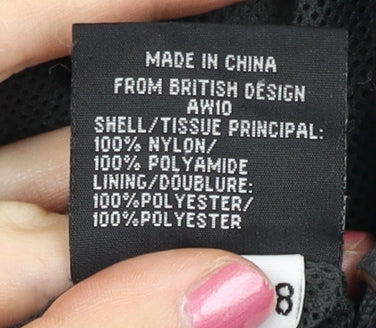 MADE IN CHINA
FROM BRITISH DESIGN
AW10
SHELL/TISSUE PRINCIPAL:
100% NYLON/
100% POLYAMIDE
LINING/DOUBLURE:
100%POLYESTER/
100%POLYESTER
8